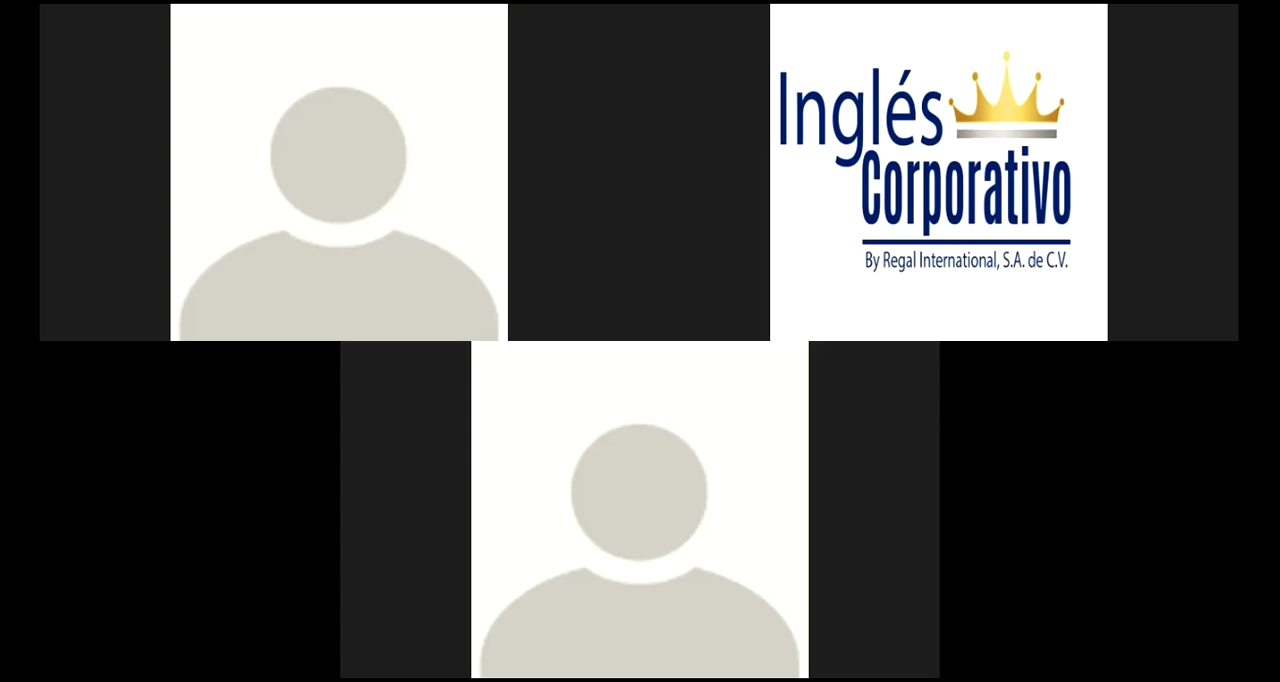 Inglés
Corporativo
By Regal International, S.A. de C.V.